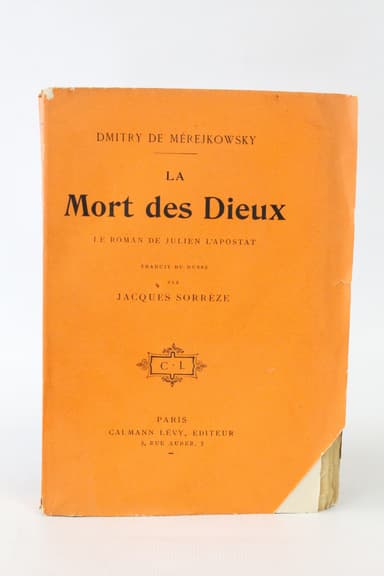 DMITRY DE MÉREJKOWSKY
LA
Mort des Dieux
LE ROMAN DE JULIEN L'APOSTAT
TRADUIT DU RUSSE
PAR
JACQUES SORRÈZE
C-L
PARIS
CALMANN LÉVY, ÉDITEUR
3, RUE AUBER, 3